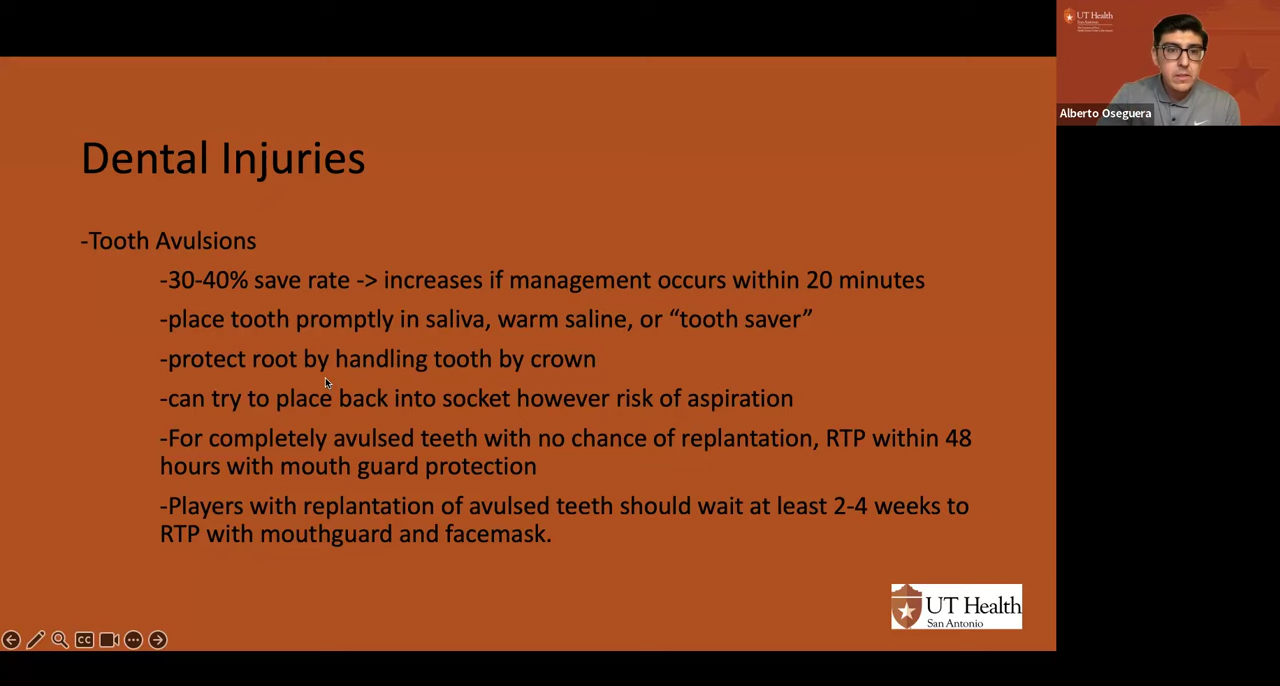 UT Health
San Antonio
Alberto Oseguera
Dental Injuries
-Tooth Avulsions
-30-40% save rate -> increases if management occurs within 20 minutes
-place tooth promptly in saliva, warm saline, or “tooth saver”
-protect root by handling tooth by crown
-can try to place back into socket however risk of aspiration
-For completely avulsed teeth with no chance of replantation, RTP within 48
hours with mouth guard protection
-Players with replantation of avulsed teeth should wait at least 2-4 weeks to
RTP with mouthguard and facemask.
UT Health
San Antonio
CC